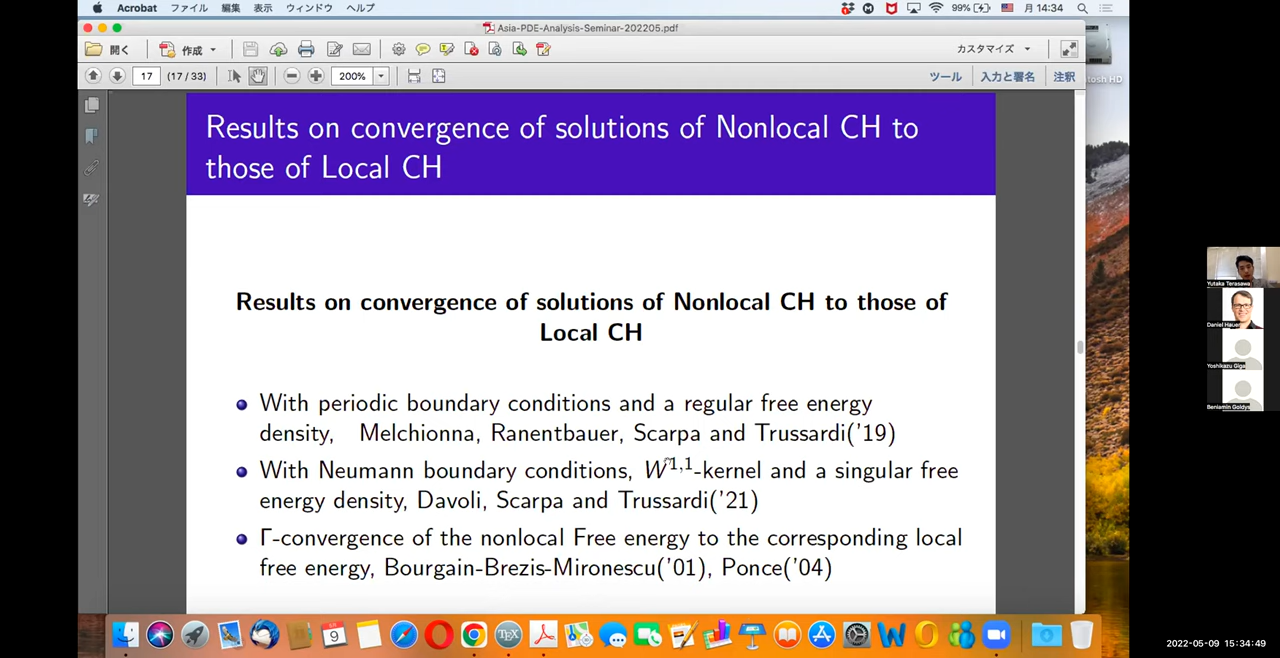 Acrobat ファイル 編集 表示 ウィンドウ ヘルプ 99% 月 14:34
Asia-PDE-Analysis-Seminar-202205.pdf
開く 作成 カスタマイズ
17 (17 / 33) 200% ツール 入力と署名 注釈
Results on convergence of solutions of Nonlocal CH to
those of Local CH
Results on convergence of solutions of Nonlocal CH to those of
Local CH
With periodic boundary conditions and a regular free energy
density, Melchionna, Ranentbauer, Scarpa and Trussardi('19)
With Neumann boundary conditions, W^{1,1}-kernel and a singular free
energy density, Davoli, Scarpa and Trussardi('21)
Γ-convergence of the nonlocal Free energy to the corresponding local
free energy, Bourgain-Brezis-Mironescu('01), Ponce('04)
Yutaka Terasawa
Daniel
Yoshikazu Giga
Beniamin Goldys
9
TEX
2022-05-09 15:34:49